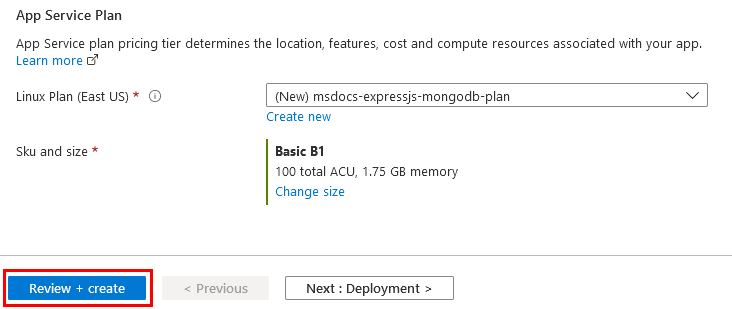 App Service Plan
App Service plan pricing tier determines the location, features, cost and compute resources associated with your app.
Learn more
Linux Plan (East US) *
(New) msdocs-expressjs-mongodb-plan
Create new
Sku and size *
Basic B1
100 total ACU, 1.75 GB memory
Change size
Review + create
< Previous
Next : Deployment >